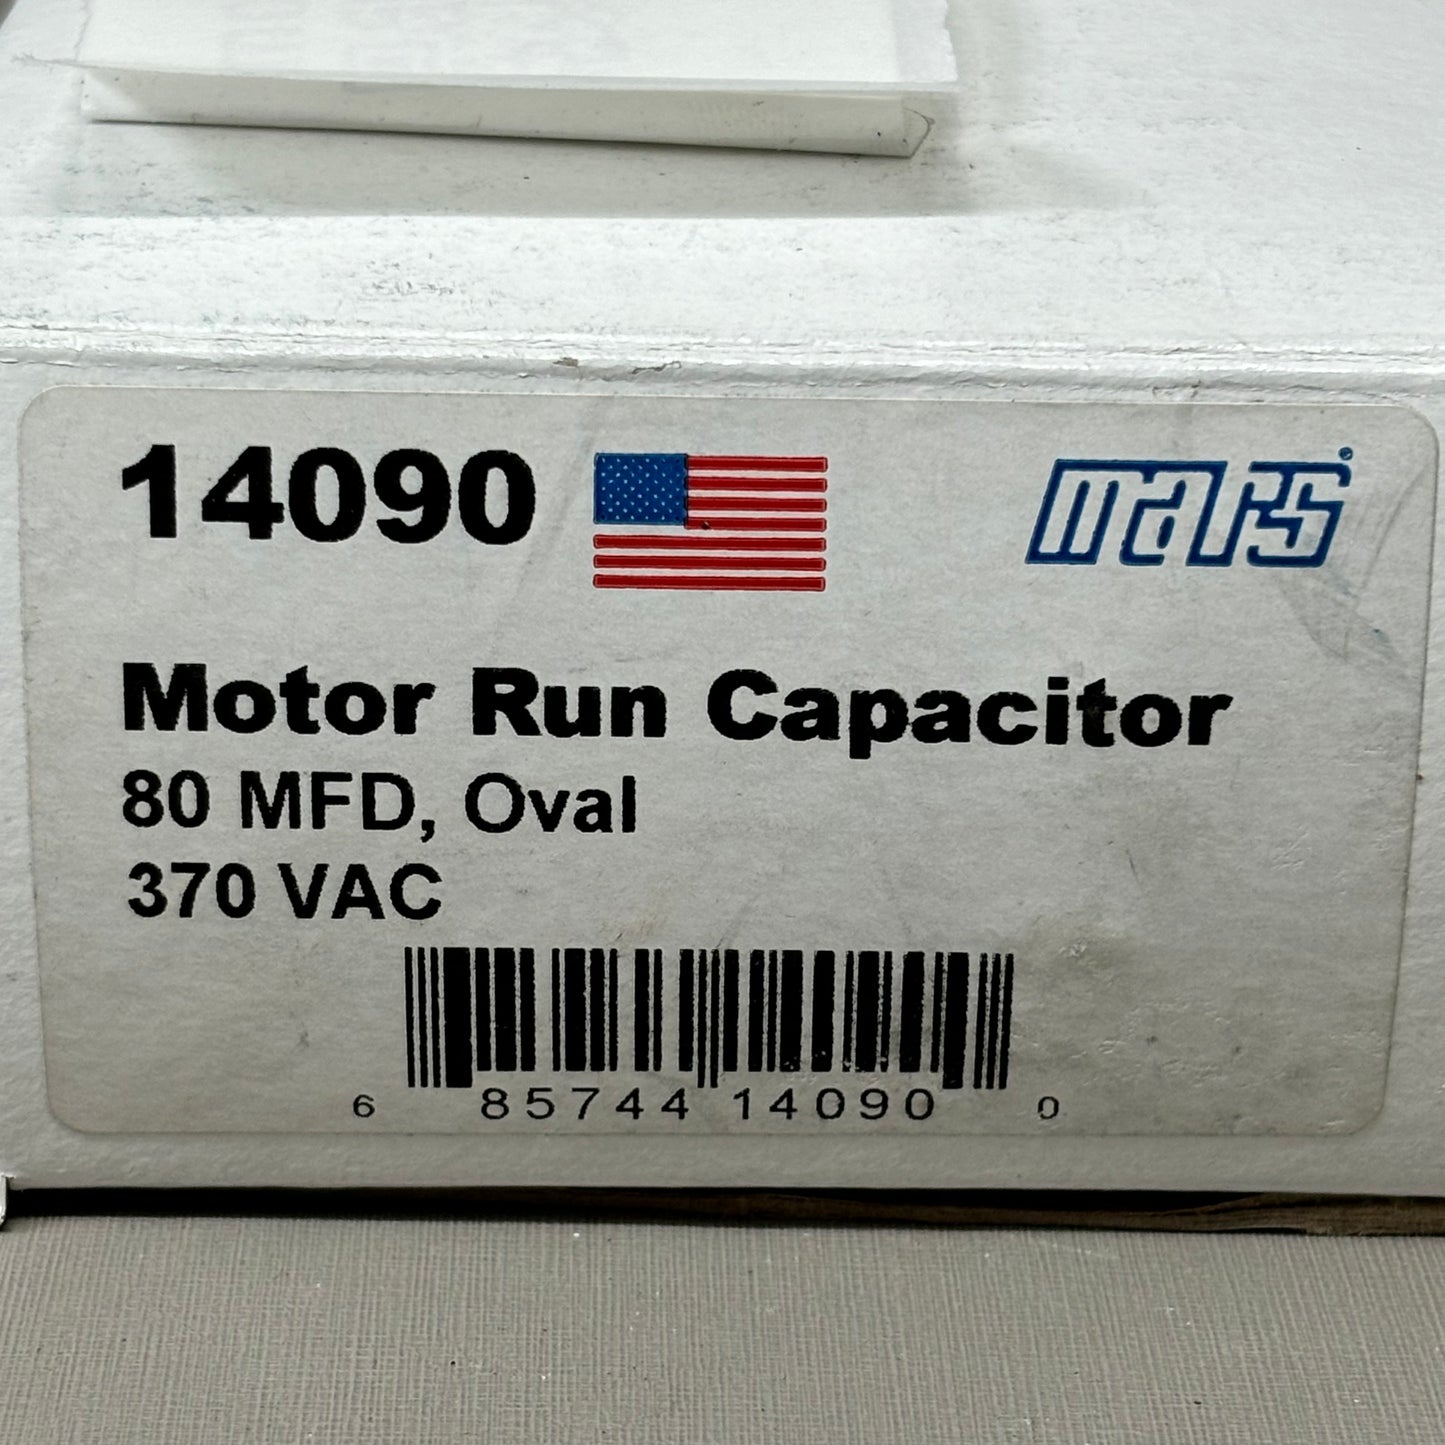 14090
mars
Motor Run Capacitor
80 MFD, Oval
370 VAC
6 85744 14090 0